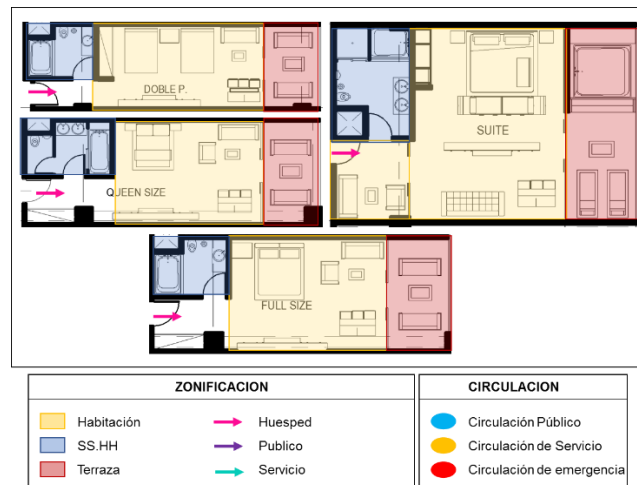 DOBLE P.
SUITE
QUEEN SIZE
FULL SIZE
ZONIFICACION
Habitación
Huesped
SS.HH
Publico
Terraza
Servicio
CIRCULACION
Circulación Público
Circulación de Servicio
Circulación de emergencia